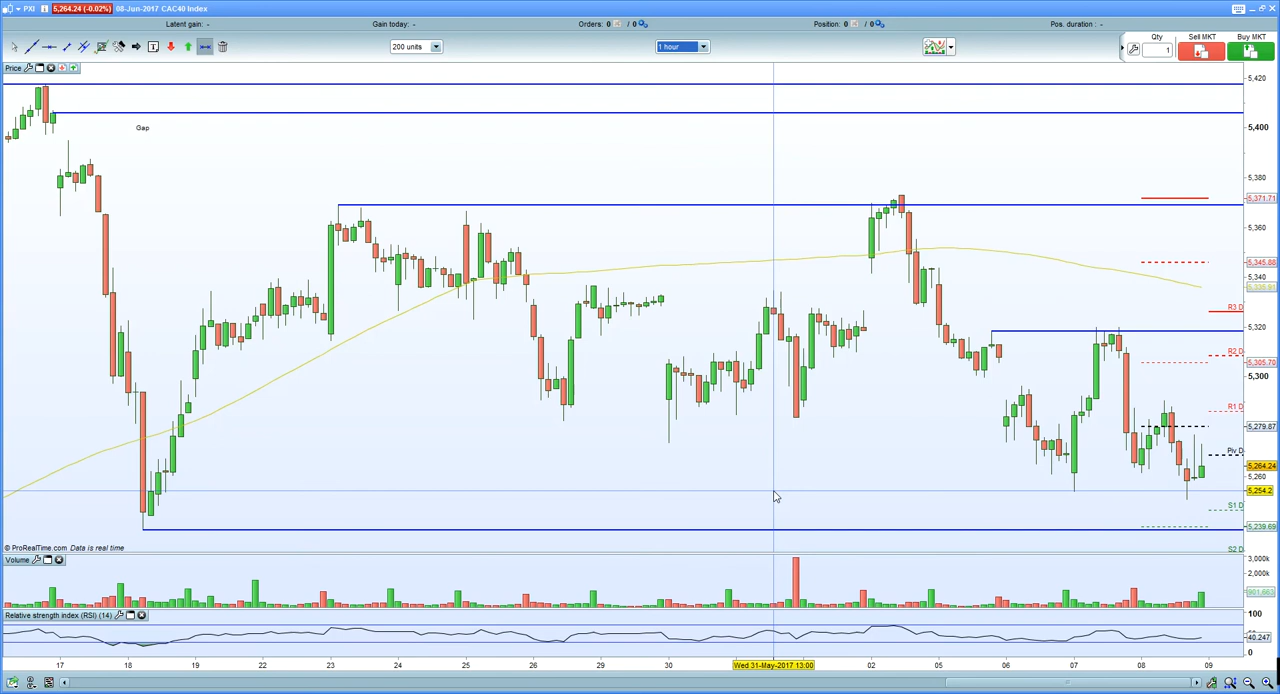 PXI 5,264.24 (-0.02%) 08-Jun-2017 CAC40 Index
Latent gain: - Gain today: - Orders: 0 / 0 Position: 0 / 0 Pos. duration : -
200 units 1 hour Qty 1 Sell MKT Buy MKT
Price
5,420
Gap
5,400
5,380
5,371.71
5,360
5,345.88
5,340
R3 D
5,320
R2 D
5,305.70
5,300
R1 D
5,279.87
Piv D
5,264.24
5,260
5,254.2
S1 D
5,239.69
© ProRealTime.com Data is real time
S2 D
Volume
3,000k
2,000k
901,663
Relative strength index (RSI) (14)
100
40.247
0
17 18 19 22 23 24 25 26 29 30 Wed 31-May-2017 13:00 02 05 06 07 08 09